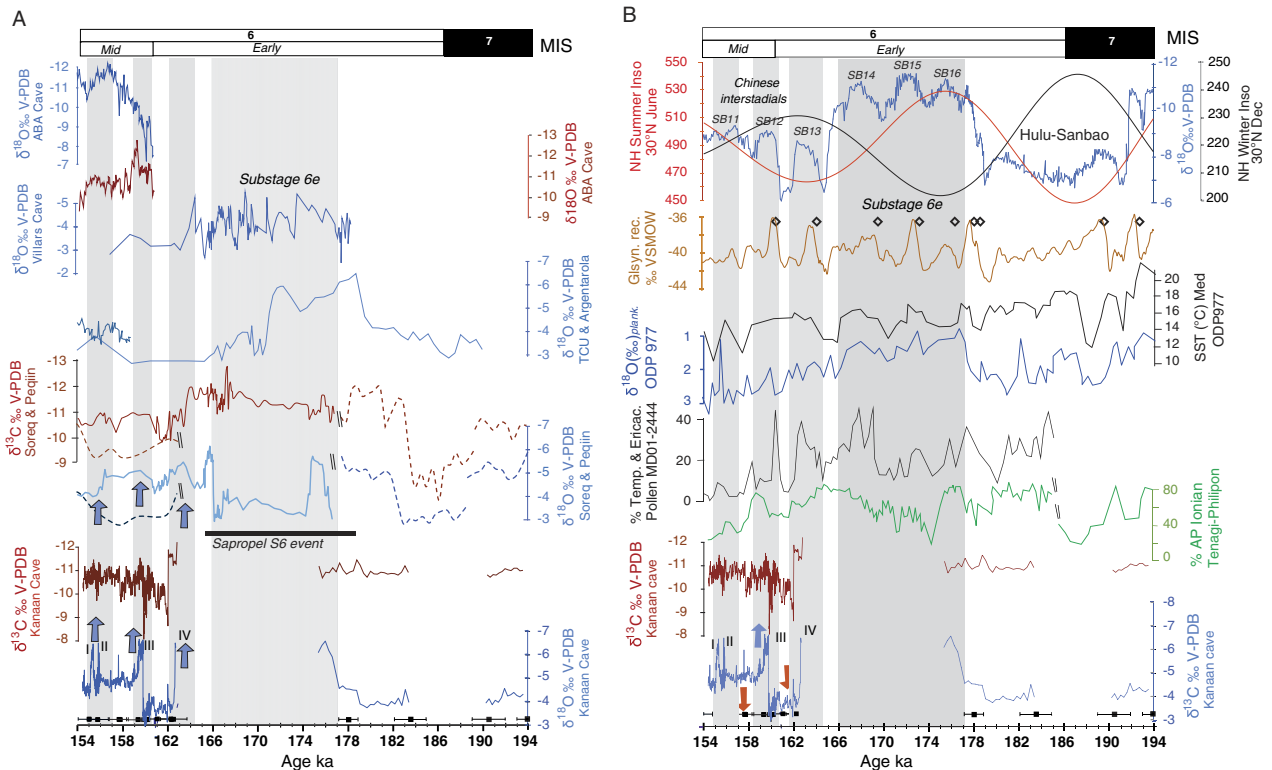 A
6
7
MIS
Mid
Early
-12
-11
-10
-9
-8
-7
δ18O ‰ V-PDB
ABA Cave
-13
-12
-11
-10
-9
δ18O ‰ V-PDB
ABA Cave
Substage 6e
-5
-4
-3
-2
δ18O ‰ V-PDB
Villars Cave
-7
-6
-5
-4
-3
δ18O ‰ V-PDB
TCU & Argentarola
-13
-12
-11
-10
-9
δ13C ‰ V-PDB
Soreq & Peqiin
-7
-6
-5
-4
-3
δ18O ‰ V-PDB
Soreq & Peqiin
Sapropel S6 event
-12
-11
-10
-9
-8
δ13C ‰ V-PDB
Kanaan Cave
I
II
III
IV
-7
-6
-5
-4
-3
-2
δ18O ‰ V-PDB
Kanaan Cave
154
158
162
166
170
174
178
182
186
190
194
Age ka
B
6
7
MIS
Mid
Early
550
530
510
490
470
450
NH Summer Inso
30°N June
Chinese
interstadials
SB11
SB12
SB13
SB14
SB15
SB16
Hulu-Sanbao
-12
-10
-8
-6
δ18O‰ V-PDB
250
240
230
220
210
200
NH Winter Inso
30°N Dec
Substage 6e
-36
-40
-44
Glsyn. rec.
‰ VSMOW
20
18
16
14
12
10
SST (°C) Med
ODP977
1
2
3
δ18O(‰)plank.
ODP 977
40
20
0
% Temp. & Ericac.
Pollen MD01-2444
80
40
0
% AP Ionian
Tenagi-Philipon
-12
-11
-10
-9
-8
δ13C ‰ V-PDB
Kanaan cave
I
II
III
IV
-8
-7
-6
-5
-4
-3
δ13C ‰ V-PDB
Kanaan cave
154
158
162
166
170
174
178
182
186
190
194
Age ka